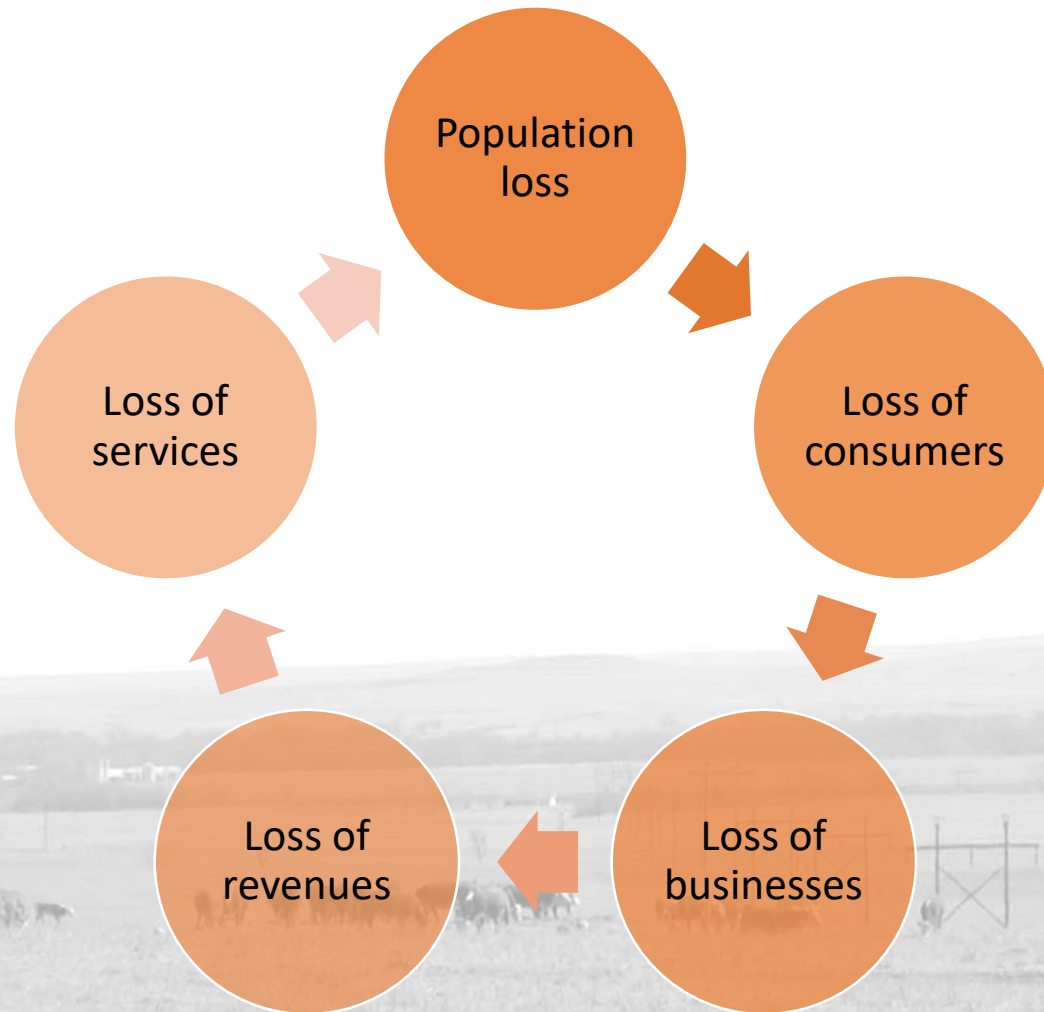 Population
loss
Loss of
consumers
Loss of
businesses
Loss of
revenues
Loss of
services